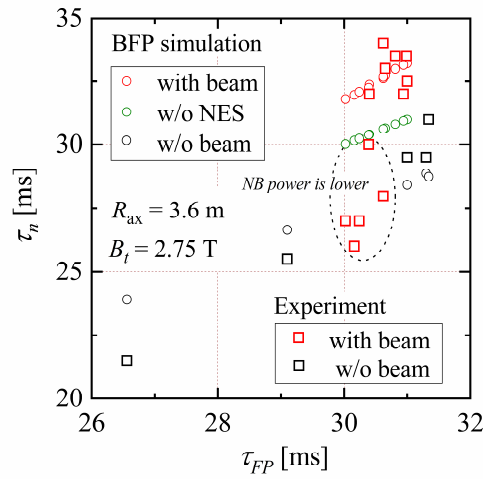 35
30
25
20
τn [ms]
BFP simulation
with beam
w/o NES
w/o beam
NB power is lower
Rax = 3.6 m
Bt = 2.75 T
Experiment
with beam
w/o beam
26 28 30 32
τFP [ms]